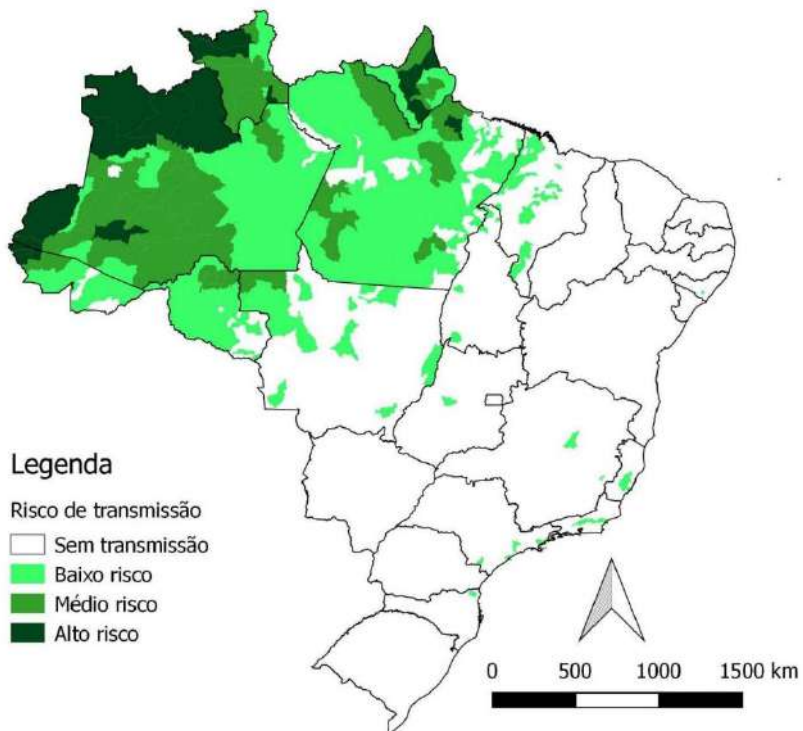 Legenda
Risco de transmissão
Sem transmissão
Baixo risco
Médio risco
Alto risco
0 500 1000 1500 km